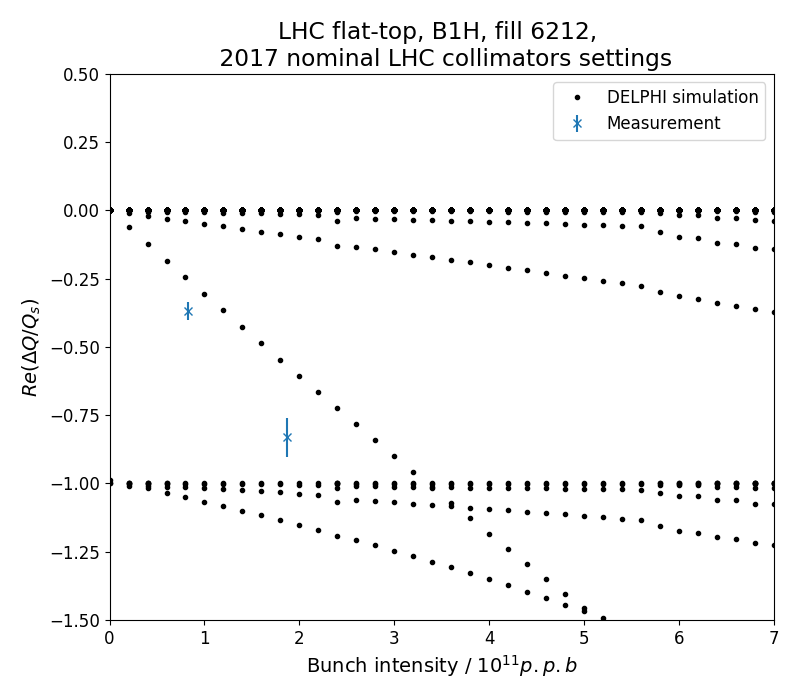 LHC flat-top, B1H, fill 6212,
2017 nominal LHC collimators settings
DELPHI simulation
Measurement
0.50
0.25
0.00
−0.25
−0.50
−0.75
−1.00
−1.25
−1.50
Re(ΔQ/Qs)
0 1 2 3 4 5 6 7
Bunch intensity / 10¹¹p.p.b